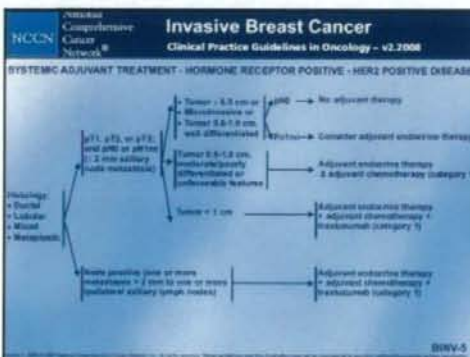 NCCN
National
Comprehensive
Cancer
Network®
Invasive Breast Cancer
Clinical Practice Guidelines in Oncology – v2.2008
SYSTEMIC ADJUVANT TREATMENT - HORMONE RECEPTOR POSITIVE - HER2 POSITIVE DISEASE
Histology:
• Ductal
• Lobular
• Mixed
• Metaplastic
pT1, pT2, or pT3;
and pN0 or pN1mi
2 mm axillary
node metastasis)
• Tumor 0.5 cm or
• Microinvasive or
• Tumor 0.6-1.0 cm,
well differentiated
pN0
No adjuvant therapy
pN1mi
Consider adjuvant endocrine therapy
Tumor 0.6-1.0 cm,
moderate/poorly
differentiated or
unfavorable features
Adjuvant endocrine therapy
± adjuvant chemotherapy (category 1)
Tumor > 1 cm
Adjuvant endocrine therapy
+ adjuvant chemotherapy +
trastuzumab (category 1)
Node positive (one or more
metastases > 2 mm to one or more
ipsilateral axillary lymph nodes)
Adjuvant endocrine therapy
+ adjuvant chemotherapy +
trastuzumab (category 1)
BINV-5